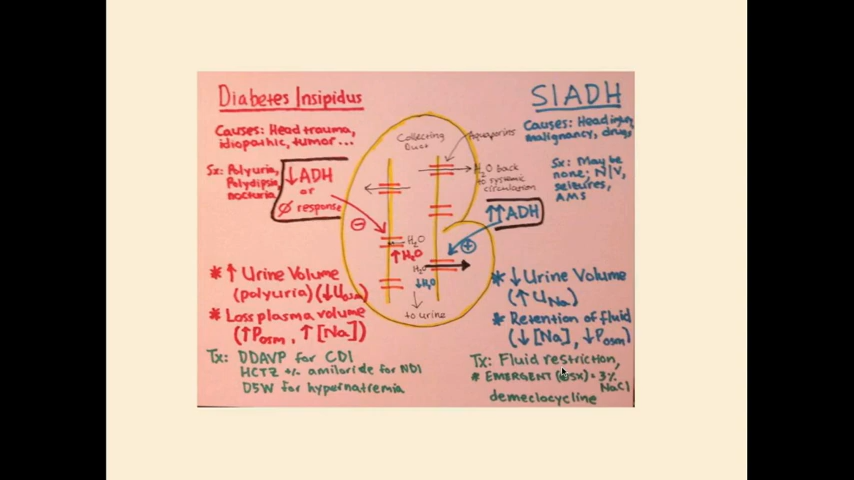 Diabetes Insipidus
Causes: Head trauma,
idiopathic, tumor...
Sx: Polyuria,
Polydipsia,
nocturia
↓ADH
or
∅ response
⊖
* ↑ Urine Volume
(polyuria) (↓Uosm)
* Loss plasma volume
(↑Posm, ↑[Na])
Tx: DDAVP for CDI
HCTZ +/- amiloride for NDI
D5W for hypernatremia
Collecting
Duct
Aquaporins
H2O back
to systemic
circulation
H2O
↑H2O
H2O
↓H2O
to urine
SIADH
Causes: Head injury,
malignancy, drugs
Sx: May be
none; N/V,
seizures,
AMS
↑↑ADH
⊕
* ↓ Urine Volume
(↑UNa)
* Retention of fluid
(↓[Na], ↓Posm)
Tx: Fluid restriction,
* EMERGENT (sx) = 3%
NaCl
demeclocycline